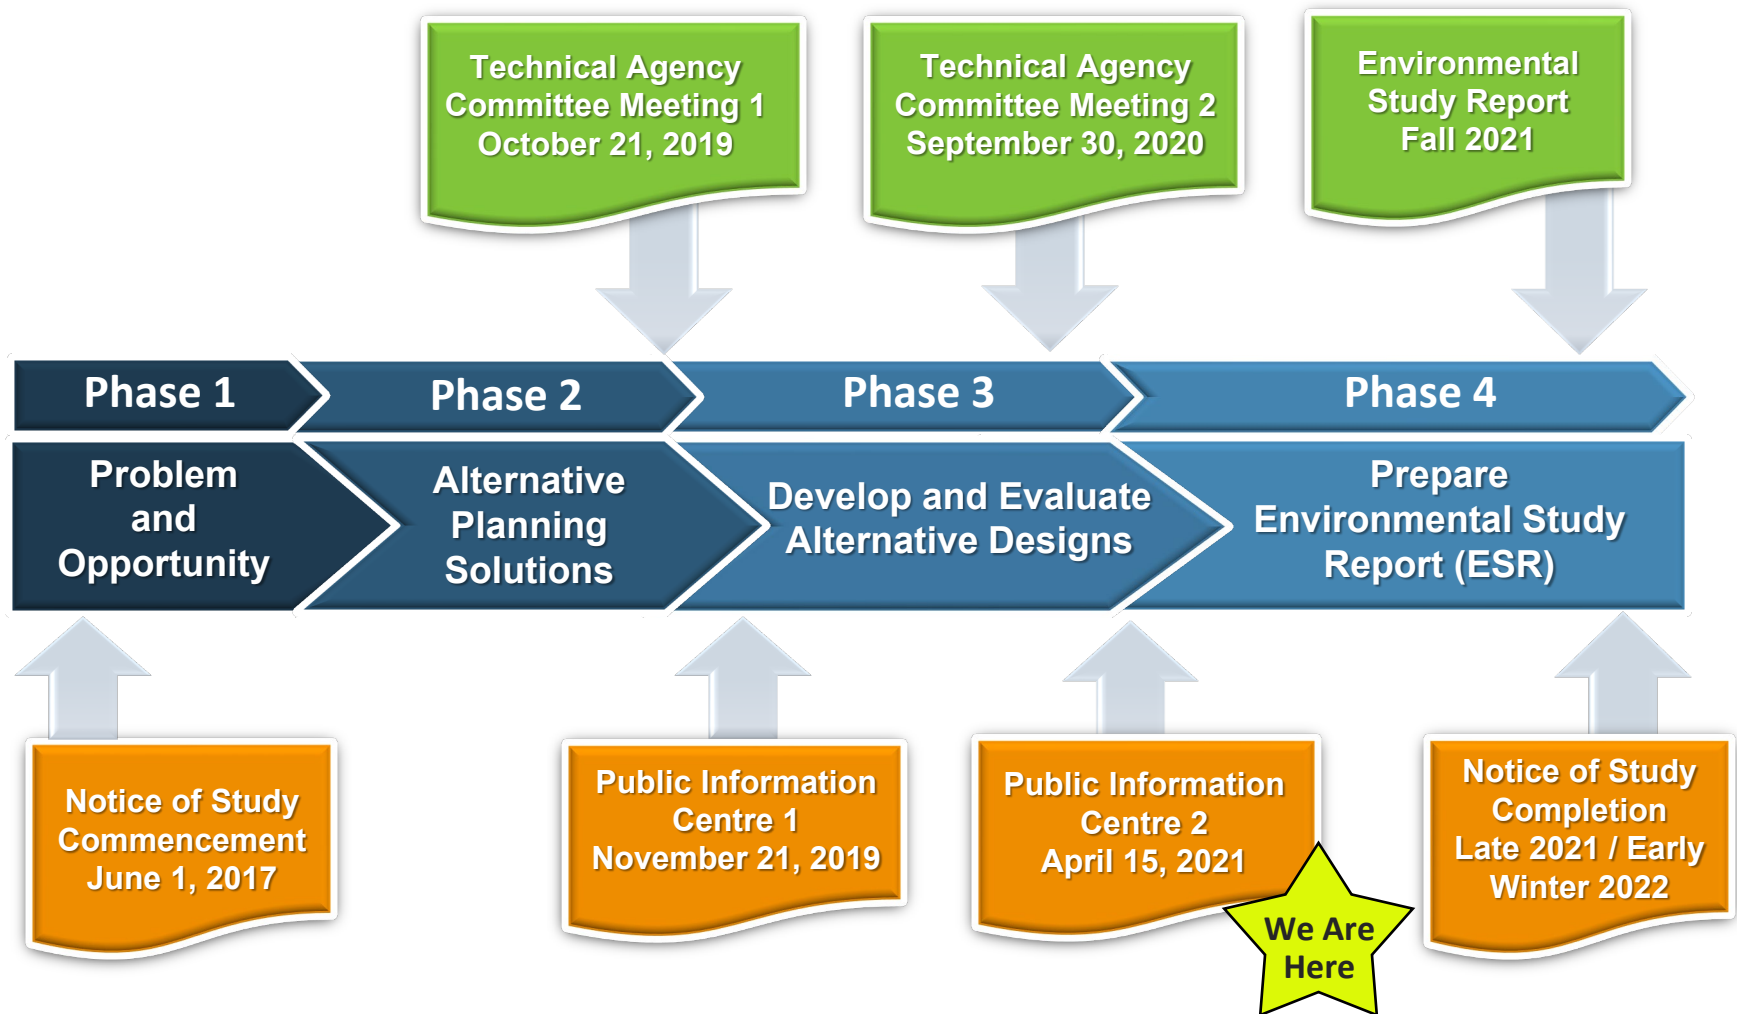 Technical Agency
Committee Meeting 1
October 21, 2019
Technical Agency
Committee Meeting 2
September 30, 2020
Environmental
Study Report
Fall 2021
Phase 1
Phase 2
Phase 3
Phase 4
Problem
and
Opportunity
Alternative
Planning
Solutions
Develop and Evaluate
Alternative Designs
Prepare
Environmental Study
Report (ESR)
Notice of Study
Commencement
June 1, 2017
Public Information
Centre 1
November 21, 2019
Public Information
Centre 2
April 15, 2021
We Are
Here
Notice of Study
Completion
Late 2021 / Early
Winter 2022